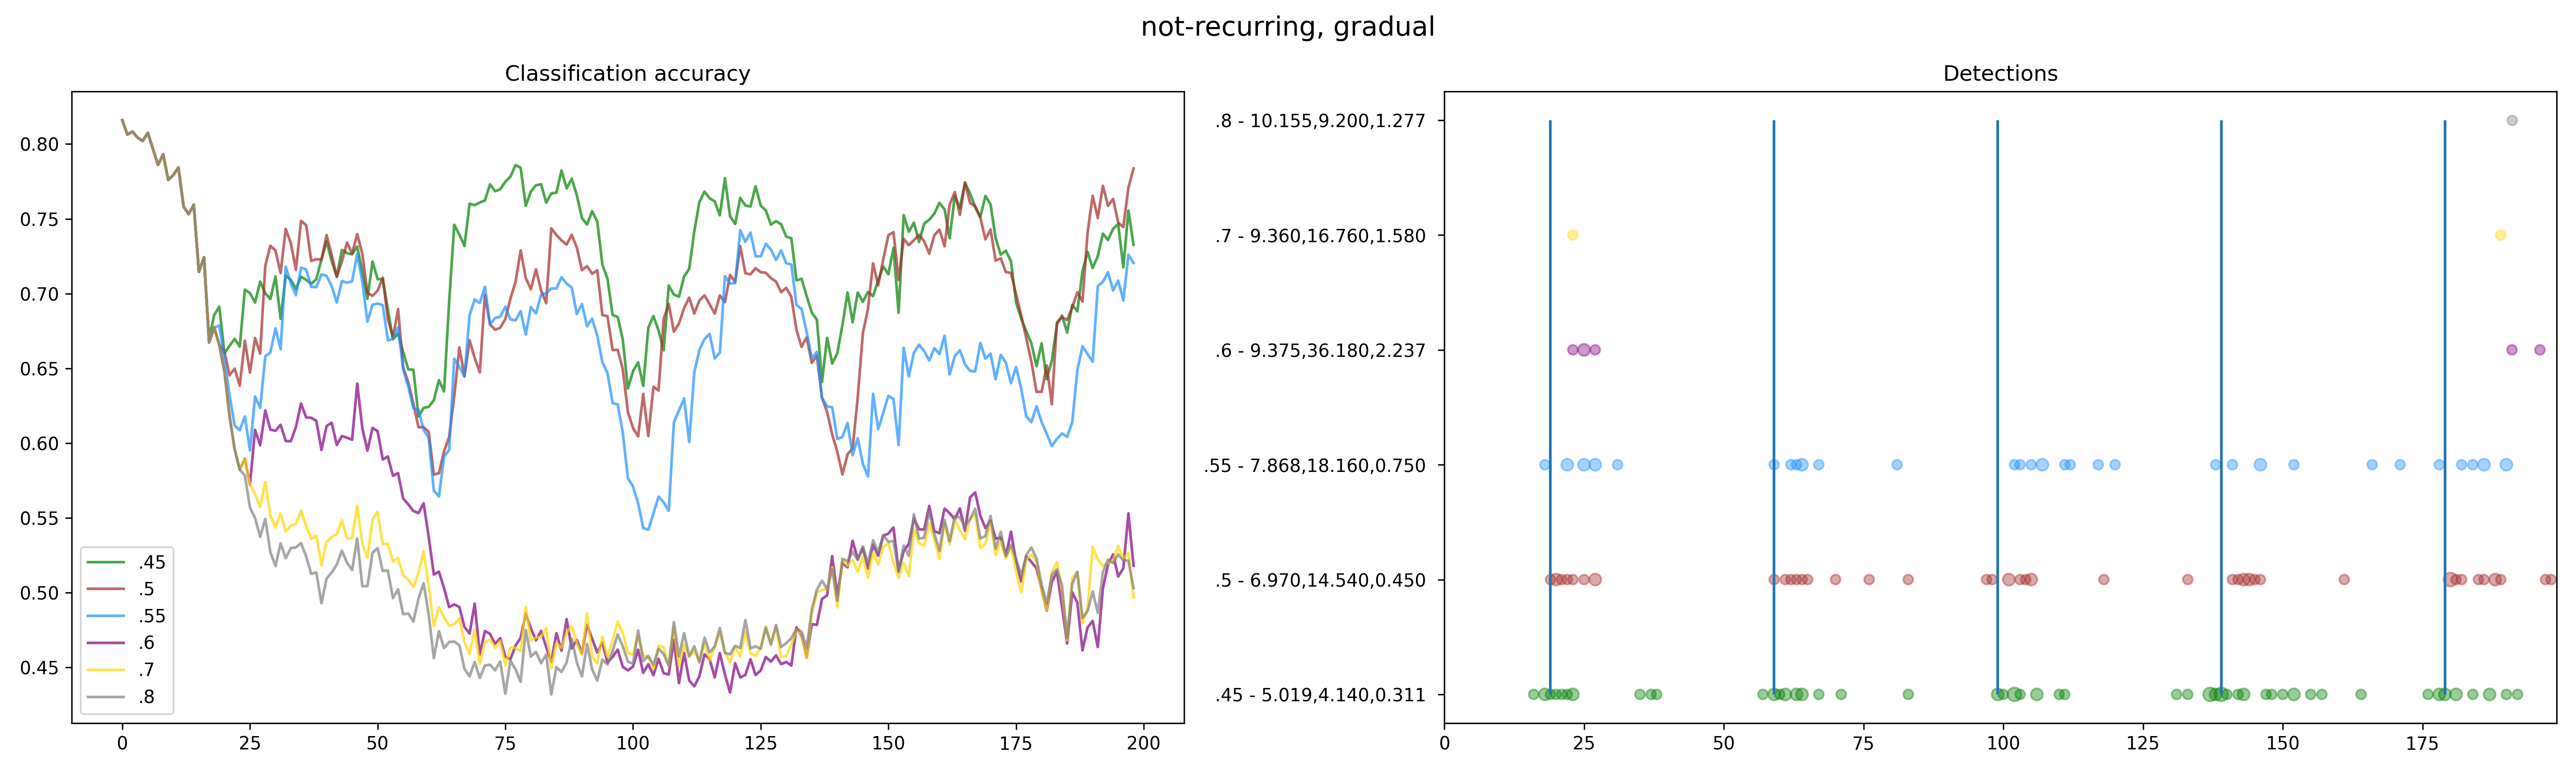 not-recurring, gradual
Classification accuracy
0.80
0.75
0.70
0.65
0.60
0.55
0.50
0.45
.45
.5
.55
.6
.7
.8
0 25 50 75 100 125 150 175 200
Detections
.8 - 10.155,9.200,1.277
.7 - 9.360,16.760,1.580
.6 - 9.375,36.180,2.237
.55 - 7.868,18.160,0.750
.5 - 6.970,14.540,0.450
.45 - 5.019,4.140,0.311
0 25 50 75 100 125 150 175